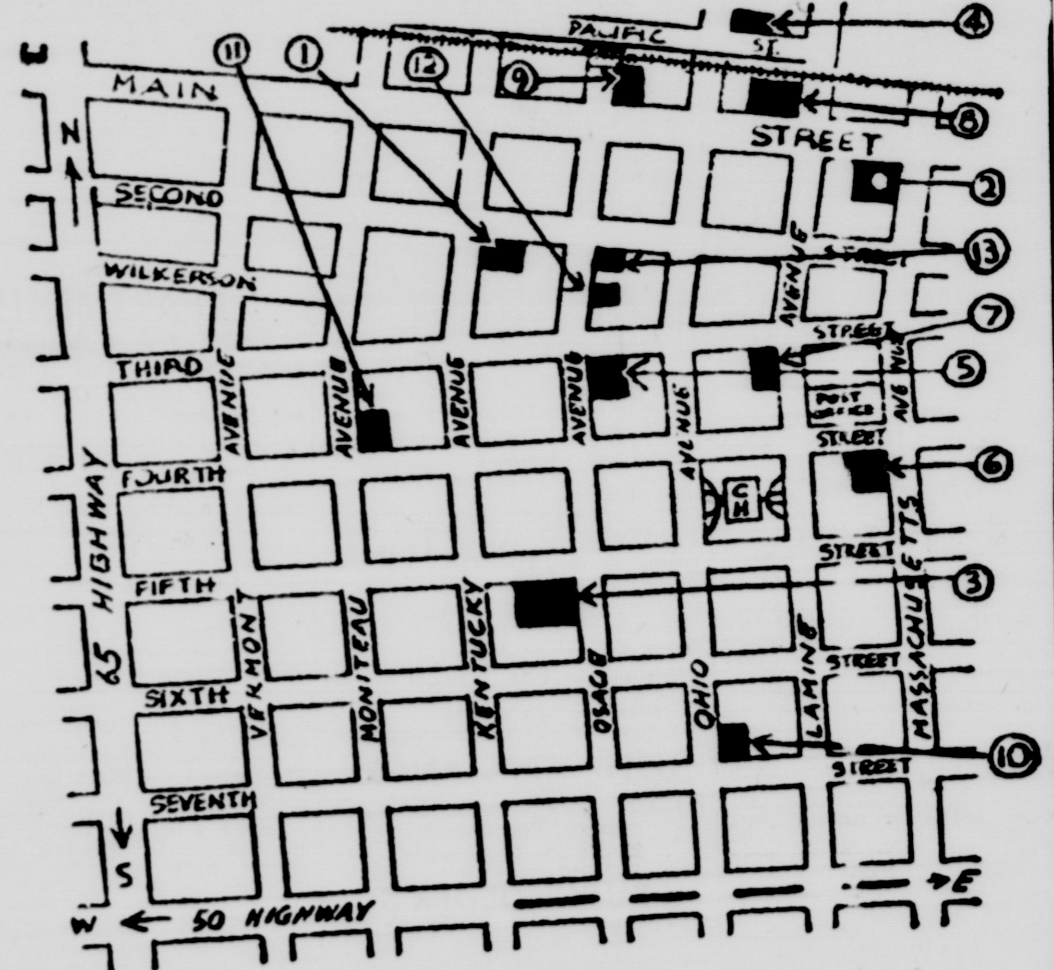 4
PACIFIC
ST.
11
1
12
9
8
MAIN
STREET
N
2
SECOND
AVENUE
STREET
13
WILKERSON
7
STREET
THIRD
AVENUE
AVENUE
AVENUE
AVENUE
AVENUE
AVENUE
5
POST
OFFICE
STREET
6
FOURTH
CH
65 HIGHWAY
STREET
FIFTH
3
VERMONT
MONITEAU
KENTUCKY
OSAGE
OHIO
LAMINE
MASSACHUSETTS
STREET
SIXTH
10
STREET
SEVENTH
S
E
W
50 HIGHWAY